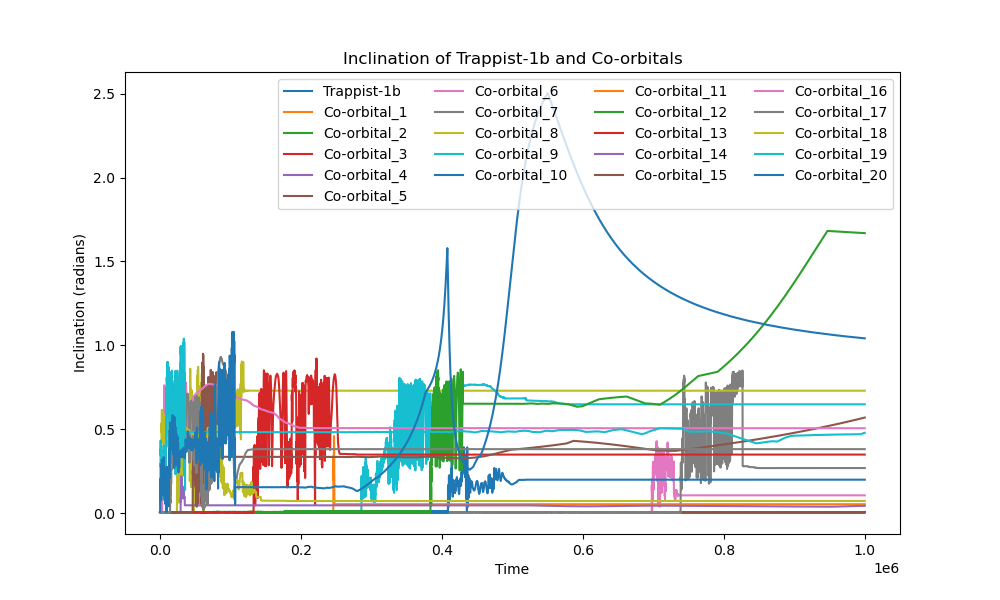 Inclination of Trappist-1b and Co-orbitals
Trappist-1b
Co-orbital_1
Co-orbital_2
Co-orbital_3
Co-orbital_4
Co-orbital_5
Co-orbital_6
Co-orbital_7
Co-orbital_8
Co-orbital_9
Co-orbital_10
Co-orbital_11
Co-orbital_12
Co-orbital_13
Co-orbital_14
Co-orbital_15
Co-orbital_16
Co-orbital_17
Co-orbital_18
Co-orbital_19
Co-orbital_20
Inclination (radians)
2.5
2.0
1.5
1.0
0.5
0.0
0.0
0.2
0.4
0.6
0.8
1.0
1e6
Time